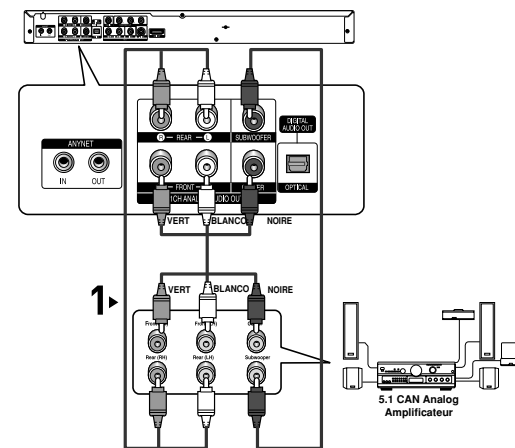 R — REAR — L SUBWOOFER
DIGITAL
AUDIO OUT
ANYNET
IN OUT
FRONT
OPTICAL
VERT BLANCO NOIRE
1
VERT BLANCO NOIRE
Rear (RH) Rear (LH) Subwooper
5.1 CAN Analog
Amplificateur